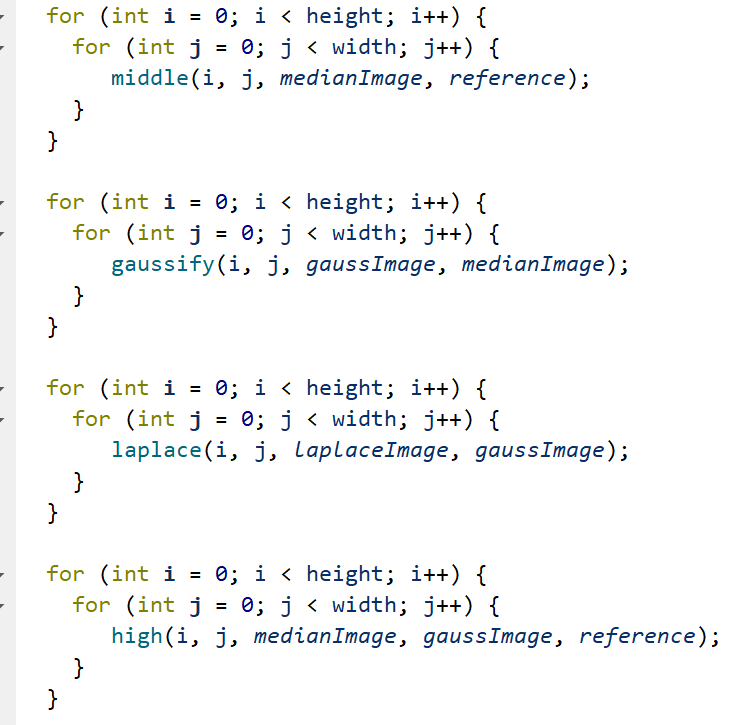 for (int i = 0; i < height; i++) {
for (int j = 0; j < width; j++) {
middle(i, j, medianImage, reference);
}
}
for (int i = 0; i < height; i++) {
for (int j = 0; j < width; j++) {
gaussify(i, j, gaussImage, medianImage);
}
}
for (int i = 0; i < height; i++) {
for (int j = 0; j < width; j++) {
laplace(i, j, laplaceImage, gaussImage);
}
}
for (int i = 0; i < height; i++) {
for (int j = 0; j < width; j++) {
high(i, j, medianImage, gaussImage, reference);
}
}